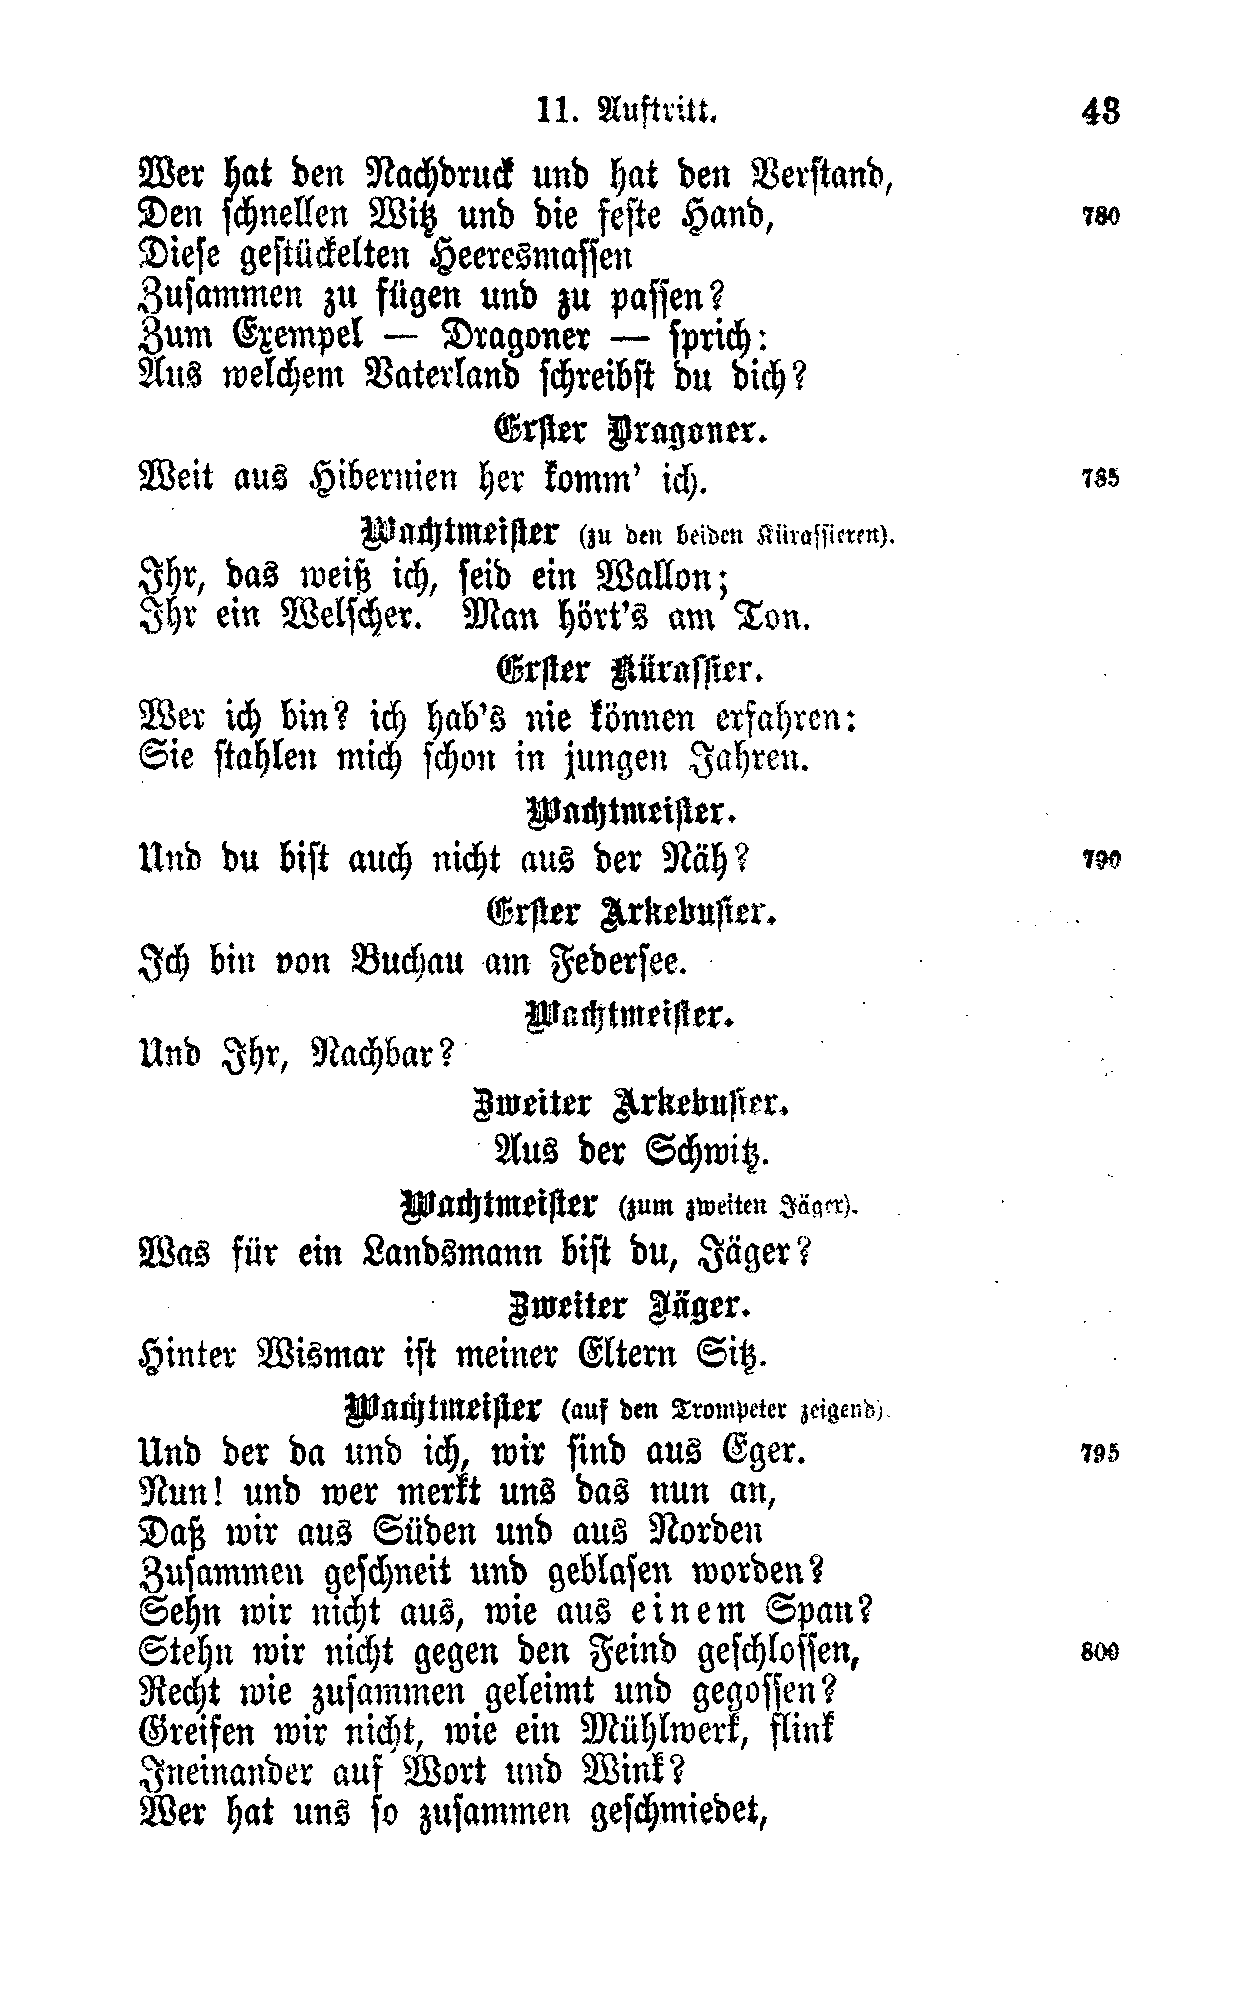 11. Auftritt. 43
Wer hat den Nachdruck und hat den Verstand,
Den schnellen Witz und die feste Hand, 780
Diese gestückelten Heeresmassen
Zusammen zu fügen und zu passen?
Zum Exempel — Dragoner — sprich:
Aus welchem Vaterland schreibst du dich?
Erster Dragoner.
Weit aus Hibernien her komm' ich. 785
Wachtmeister (zu den beiden Kürassieren).
Ihr, das weiß ich, seid ein Wallon;
Ihr ein Welscher. Man hört's am Ton.
Erster Kürassier.
Wer ich bin? ich hab's nie können erfahren:
Sie stahlen mich schon in jungen Jahren.
Wachtmeister.
Und du bist auch nicht aus der Näh? 790
Erster Arkebusier.
Ich bin von Buchau am Federsee.
Wachtmeister.
Und Ihr, Nachbar?
Zweiter Arkebusier.
Aus der Schwitz.
Wachtmeister (zum zweiten Jäger).
Was für ein Landsmann bist du, Jäger?
Zweiter Jäger.
Hinter Wismar ist meiner Eltern Sitz.
Wachtmeister (auf den Trompeter zeigend).
Und der da und ich, wir sind aus Eger. 795
Nun! und wer merkt uns das nun an,
Daß wir aus Süden und aus Norden
Zusammen geschneit und geblasen worden?
Sehn wir nicht aus, wie aus einem Span?
Stehn wir nicht gegen den Feind geschlossen, 800
Recht wie zusammen geleimt und gegossen?
Greifen wir nicht, wie ein Mühlwerk, flink
Ineinander auf Wort und Wink?
Wer hat uns so zusammen geschmiedet,